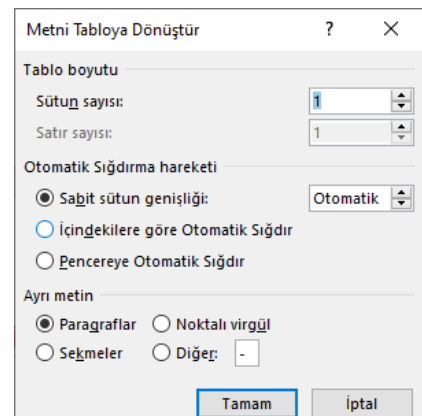 Metni Tabloya Dönüştür ? ×
Tablo boyutu
Sütun sayısı: 1
Satır sayısı: 1
Otomatik Sığdırma hareketi
Sabit sütun genişliği: Otomatik
İçindekilere göre Otomatik Sığdır
Pencereye Otomatik Sığdır
Ayrı metin
Paragraflar Noktalı virgül
Sekmeler Diğer: -
Tamam İptal